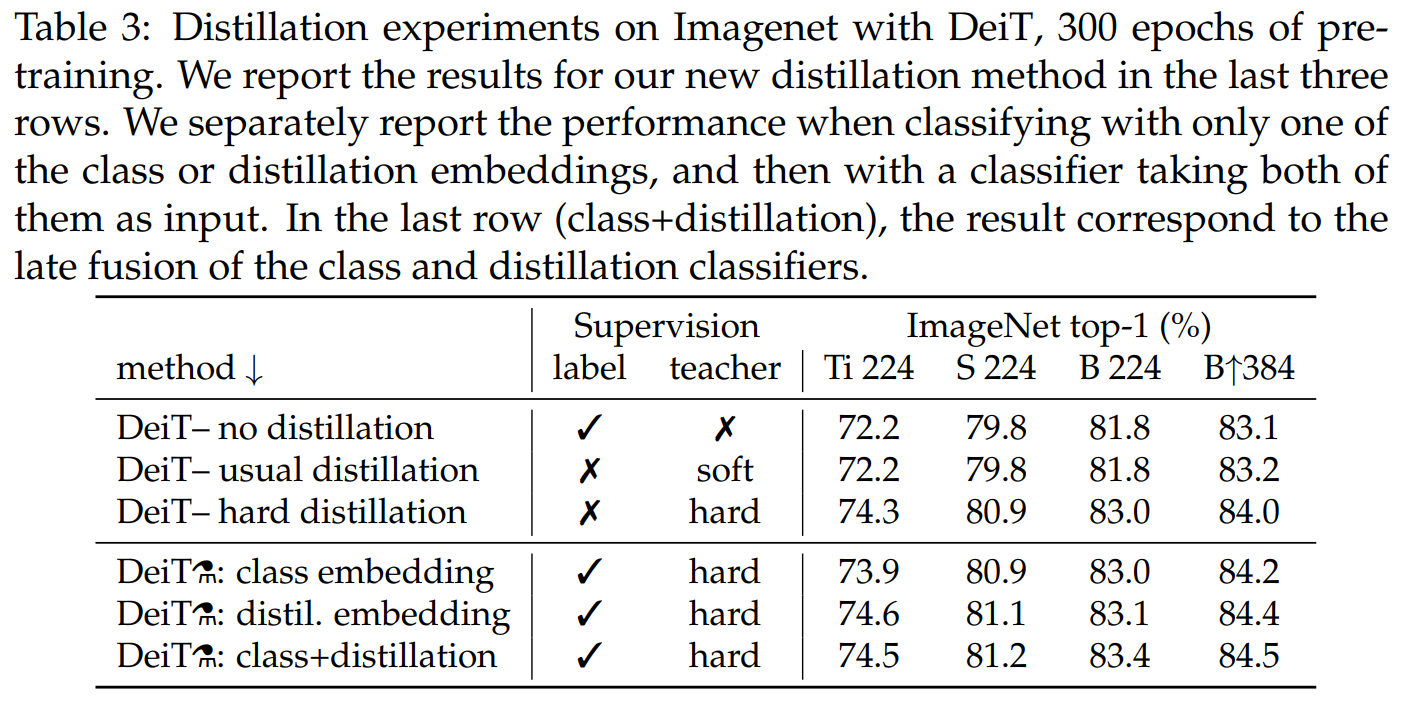 Table 3: Distillation experiments on Imagenet with DeiT, 300 epochs of pre-
training. We report the results for our new distillation method in the last three
rows. We separately report the performance when classifying with only one of
the class or distillation embeddings, and then with a classifier taking both of
them as input. In the last row (class+distillation), the result correspond to the
late fusion of the class and distillation classifiers.
Supervision ImageNet top-1 (%)
method ↓ label teacher Ti 224 S 224 B 224 B↑384
DeiT– no distillation ✓ ✗ 72.2 79.8 81.8 83.1
DeiT– usual distillation ✗ soft 72.2 79.8 81.8 83.2
DeiT– hard distillation ✗ hard 74.3 80.9 83.0 84.0
DeiT⚗: class embedding ✓ hard 73.9 80.9 83.0 84.2
DeiT⚗: distil. embedding ✓ hard 74.6 81.1 83.1 84.4
DeiT⚗: class+distillation ✓ hard 74.5 81.2 83.4 84.5